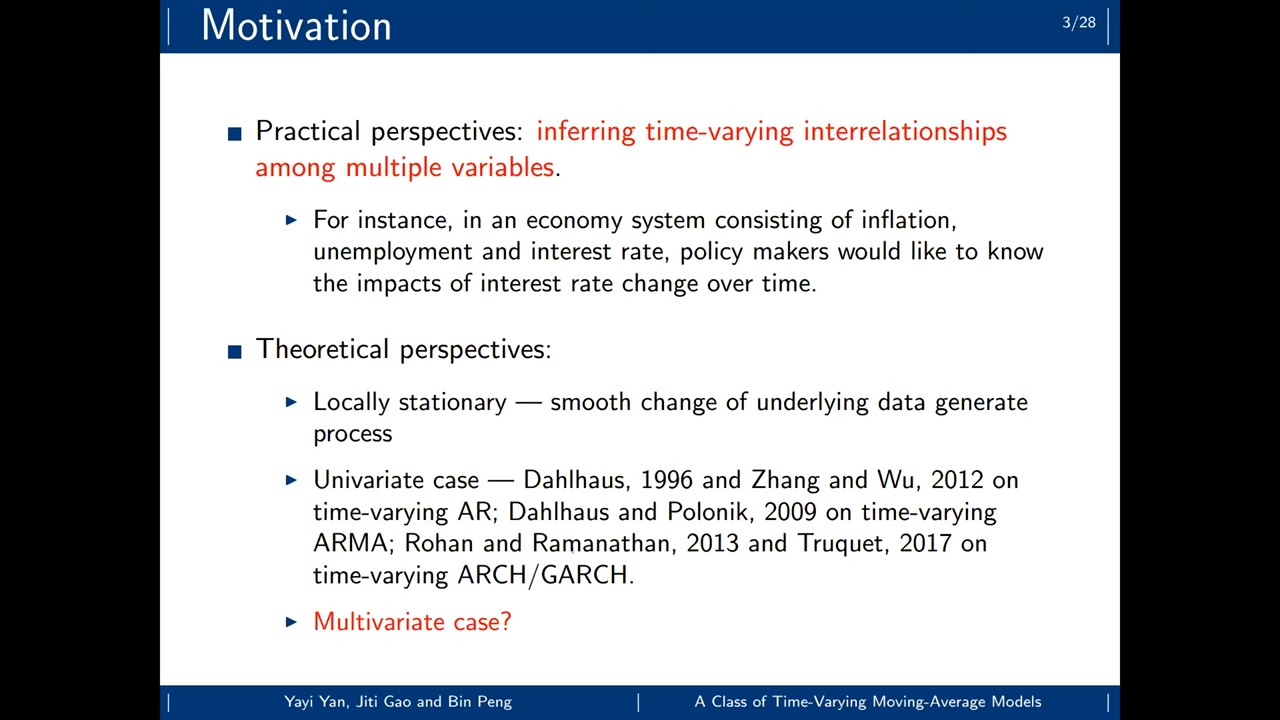 Motivation
3/28
Practical perspectives: inferring time-varying interrelationships
among multiple variables.
For instance, in an economy system consisting of inflation,
unemployment and interest rate, policy makers would like to know
the impacts of interest rate change over time.
Theoretical perspectives:
Locally stationary — smooth change of underlying data generate
process
Univariate case — Dahlhaus, 1996 and Zhang and Wu, 2012 on
time-varying AR; Dahlhaus and Polonik, 2009 on time-varying
ARMA; Rohan and Ramanathan, 2013 and Truquet, 2017 on
time-varying ARCH/GARCH.
Multivariate case?
Yayi Yan, Jiti Gao and Bin Peng
A Class of Time-Varying Moving-Average Models